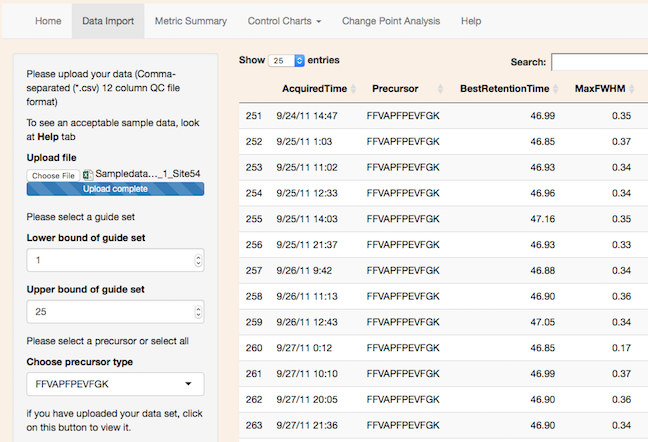 Home Data Import Metric Summary Control Charts Change Point Analysis Help
Please upload your data (Comma-
separated (*.csv) 12 column QC file
format)
To see an acceptable sample data, look
at Help tab
Upload file
Choose File Sampledata..._1_Site54
Upload complete
Please select a guide set
Lower bound of guide set
1
Upper bound of guide set
25
Please select a precursor or select all
Choose precursor type
FFVAPFPEVFGK
if you have uploaded your data set, click
on this button to view it.
Show 25 entries
Search:
AcquiredTime Precursor BestRetentionTime MaxFWHM
251 9/24/11 14:47 FFVAPFPEVFGK 46.99 0.35
252 9/25/11 1:03 FFVAPFPEVFGK 46.85 0.37
253 9/25/11 11:02 FFVAPFPEVFGK 46.93 0.34
254 9/25/11 12:33 FFVAPFPEVFGK 46.96 0.34
255 9/25/11 14:03 FFVAPFPEVFGK 47.16 0.35
256 9/25/11 21:37 FFVAPFPEVFGK 46.93 0.33
257 9/26/11 9:42 FFVAPFPEVFGK 46.88 0.34
258 9/26/11 11:13 FFVAPFPEVFGK 46.90 0.36
259 9/26/11 12:43 FFVAPFPEVFGK 47.05 0.34
260 9/27/11 0:12 FFVAPFPEVFGK 46.85 0.17
261 9/27/11 10:10 FFVAPFPEVFGK 46.99 0.37
262 9/27/11 20:05 FFVAPFPEVFGK 46.90 0.36
263 9/27/11 21:36 FFVAPFPEVFGK 46.90 0.34